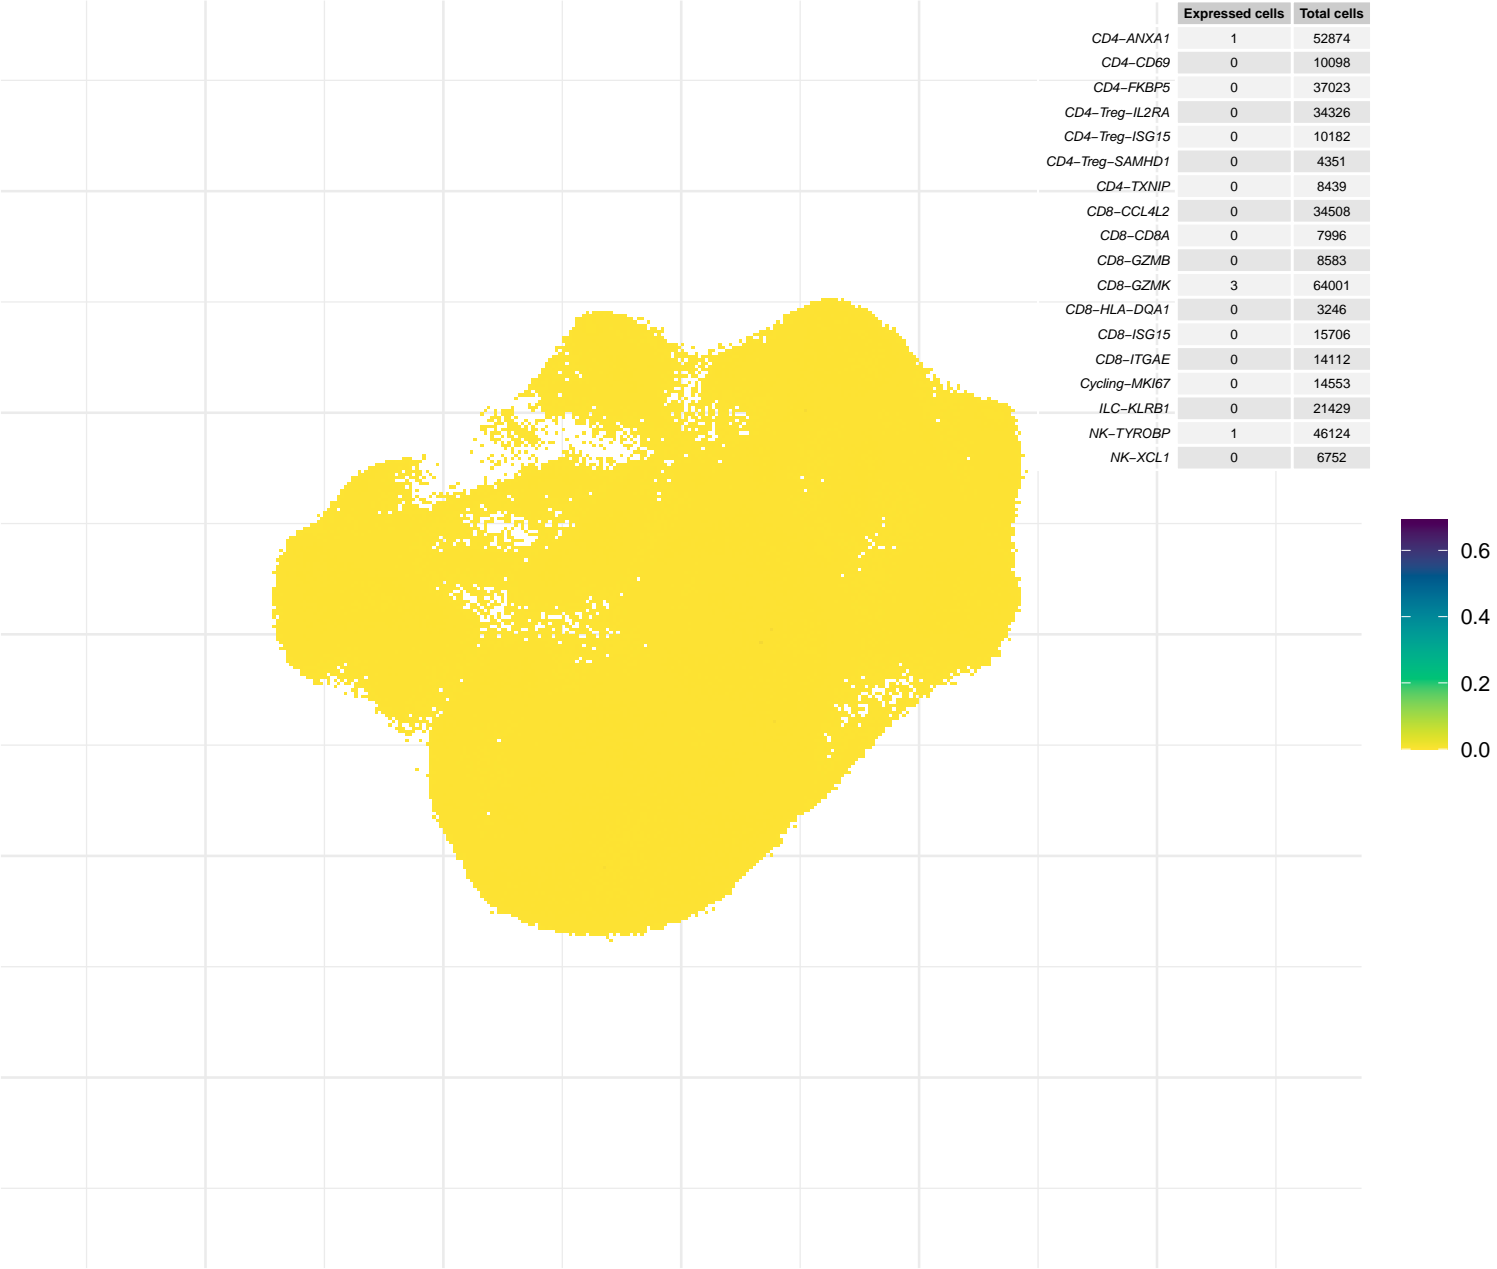 Expressed cells Total cells
CD4−ANXA1 1 52874
CD4−CD69 0 10098
CD4−FKBP5 0 37023
CD4−Treg−IL2RA 0 34326
CD4−Treg−ISG15 0 10182
CD4−Treg−SAMHD1 0 4351
CD4−TXNIP 0 8439
CD8−CCL4L2 0 34508
CD8−CD8A 0 7996
CD8−GZMB 0 8583
CD8−GZMK 3 64001
CD8−HLA−DQA1 0 3246
CD8−ISG15 0 15706
CD8−ITGAE 0 14112
Cycling−MKI67 0 14553
ILC−KLRB1 0 21429
NK−TYROBP 1 46124
NK−XCL1 0 6752
0.6
0.4
0.2
0.0